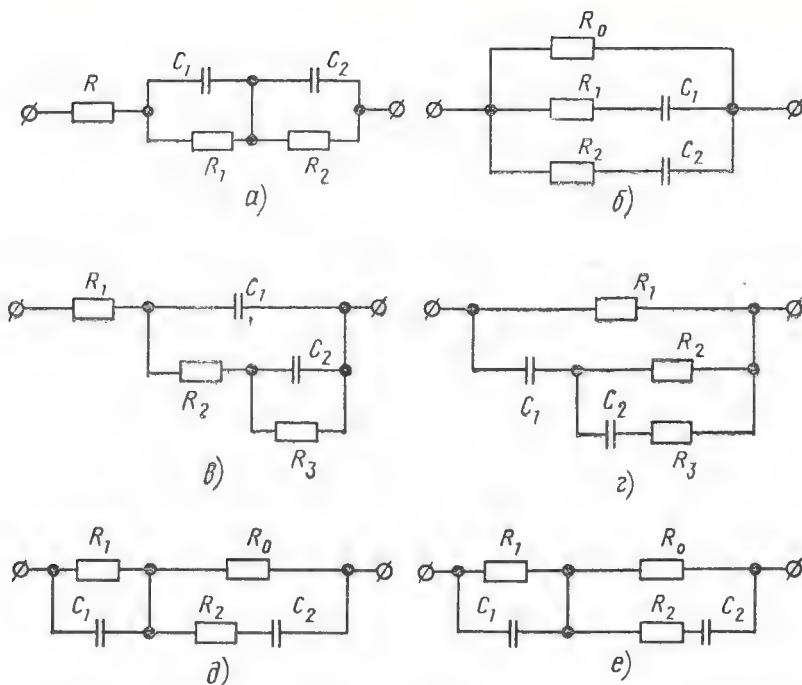 R₀
C₁ C₂
R R₁ C₁
R₁ R₂ R₂ C₂
а) б)
R₁ C₁ R₁
C₂ R₂
R₂ C₁ C₂
R₃ R₃
в) г)
R₁ R₀ R₁ R₀
C₁ R₂ C₂ C₁ R₂ C₂
д) е)